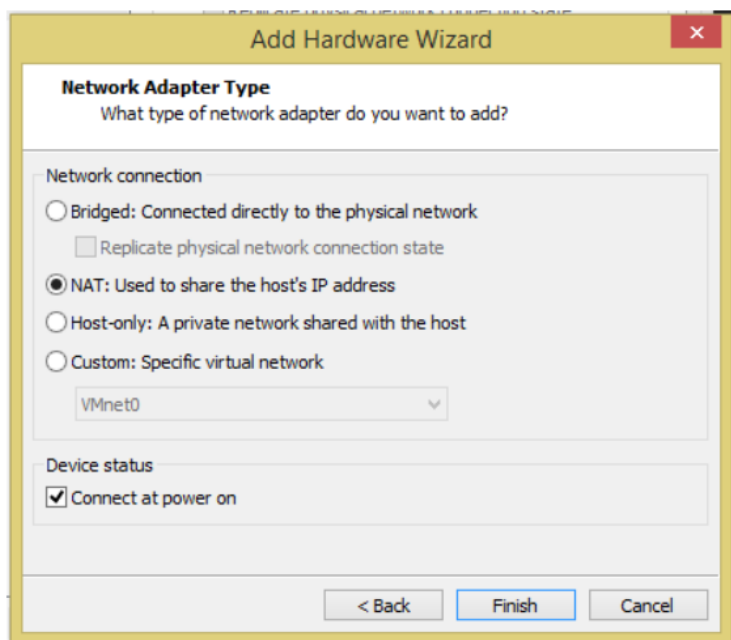 Add Hardware Wizard
Network Adapter Type
What type of network adapter do you want to add?
Network connection
Bridged: Connected directly to the physical network
Replicate physical network connection state
NAT: Used to share the host's IP address
Host-only: A private network shared with the host
Custom: Specific virtual network
VMnet0
Device status
Connect at power on
< Back Finish Cancel